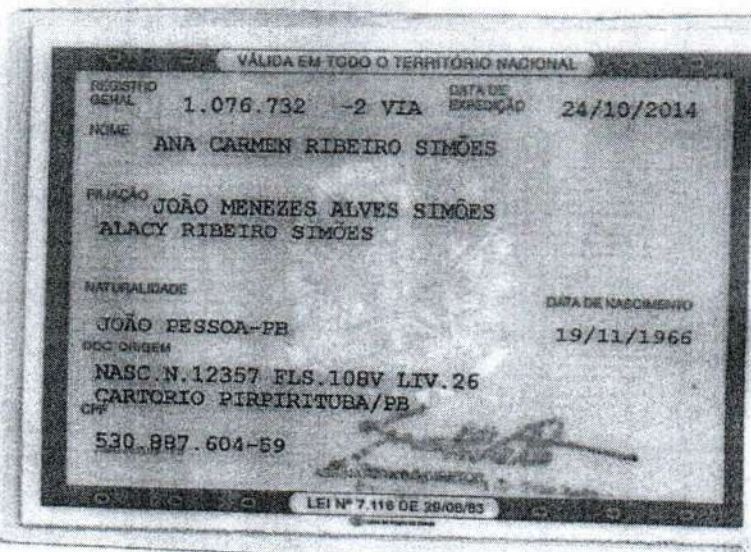 VÁLIDA EM TODO O TERRITÓRIO NACIONAL
REGISTRO GERAL 1.076.732 -2 VIA DATA DE EXPEDIÇÃO 24/10/2014
NOME ANA CARMEN RIBEIRO SIMÕES
FILIAÇÃO JOÃO MENEZES ALVES SIMÕES
ALACY RIBEIRO SIMÕES
NATURALIDADE DATA DE NASCIMENTO
JOÃO PESSOA-PB 19/11/1966
DOC ORIGEM
NASC.N.12357 FLS.108V LIV.26
CARTORIO PIRPIRITUBA/PB
CPF
530.887.604-59
LEI Nº 7.116 DE 29/08/83